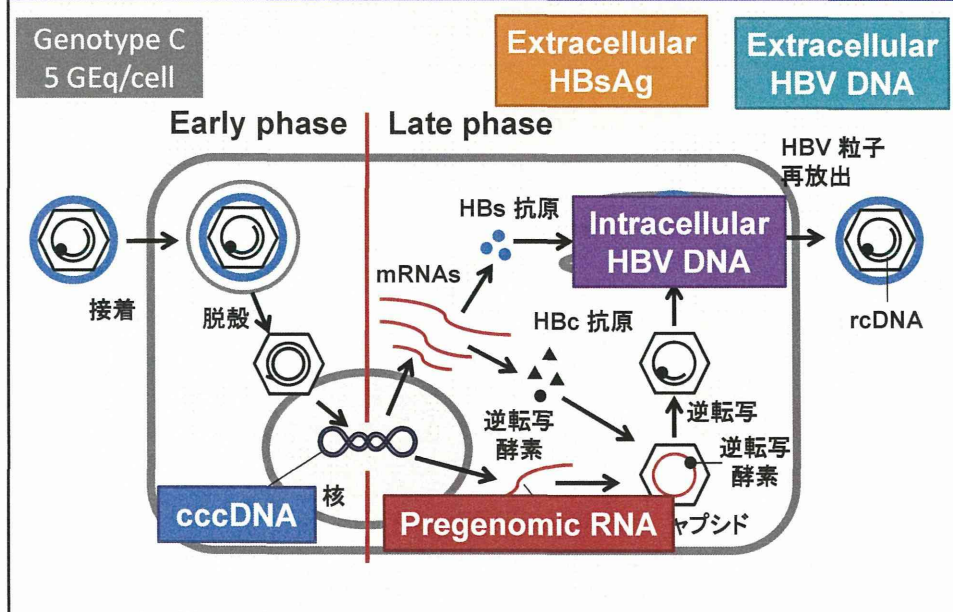 Genotype C
5 GEq/cell
Extracellular
HBsAg
Extracellular
HBV DNA
Early phase
Late phase
HBV 粒子
再放出
HBs 抗原
Intracellular
HBV DNA
mRNAs
接着
脱殻
HBc 抗原
rcDNA
逆転写
逆転写
酵素
逆転写
酵素
核
cccDNA
Pregenomic RNA
ャプシド